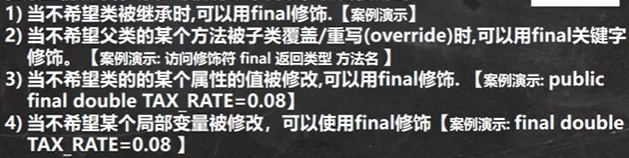 1) 当不希望类被继承时,可以用final修饰.【案例演示】
2) 当不希望父类的某个方法被子类覆盖/重写(override)时,可以用final关键字
修饰。【案例演示: 访问修饰符 final 返回类型 方法名 】
3) 当不希望类的的某个属性的值被修改,可以用final修饰. 【案例演示: public
final double TAX_RATE=0.08】
4) 当不希望某个局部变量被修改，可以使用final修饰【案例演示: final double
TAX_RATE=0.08 】